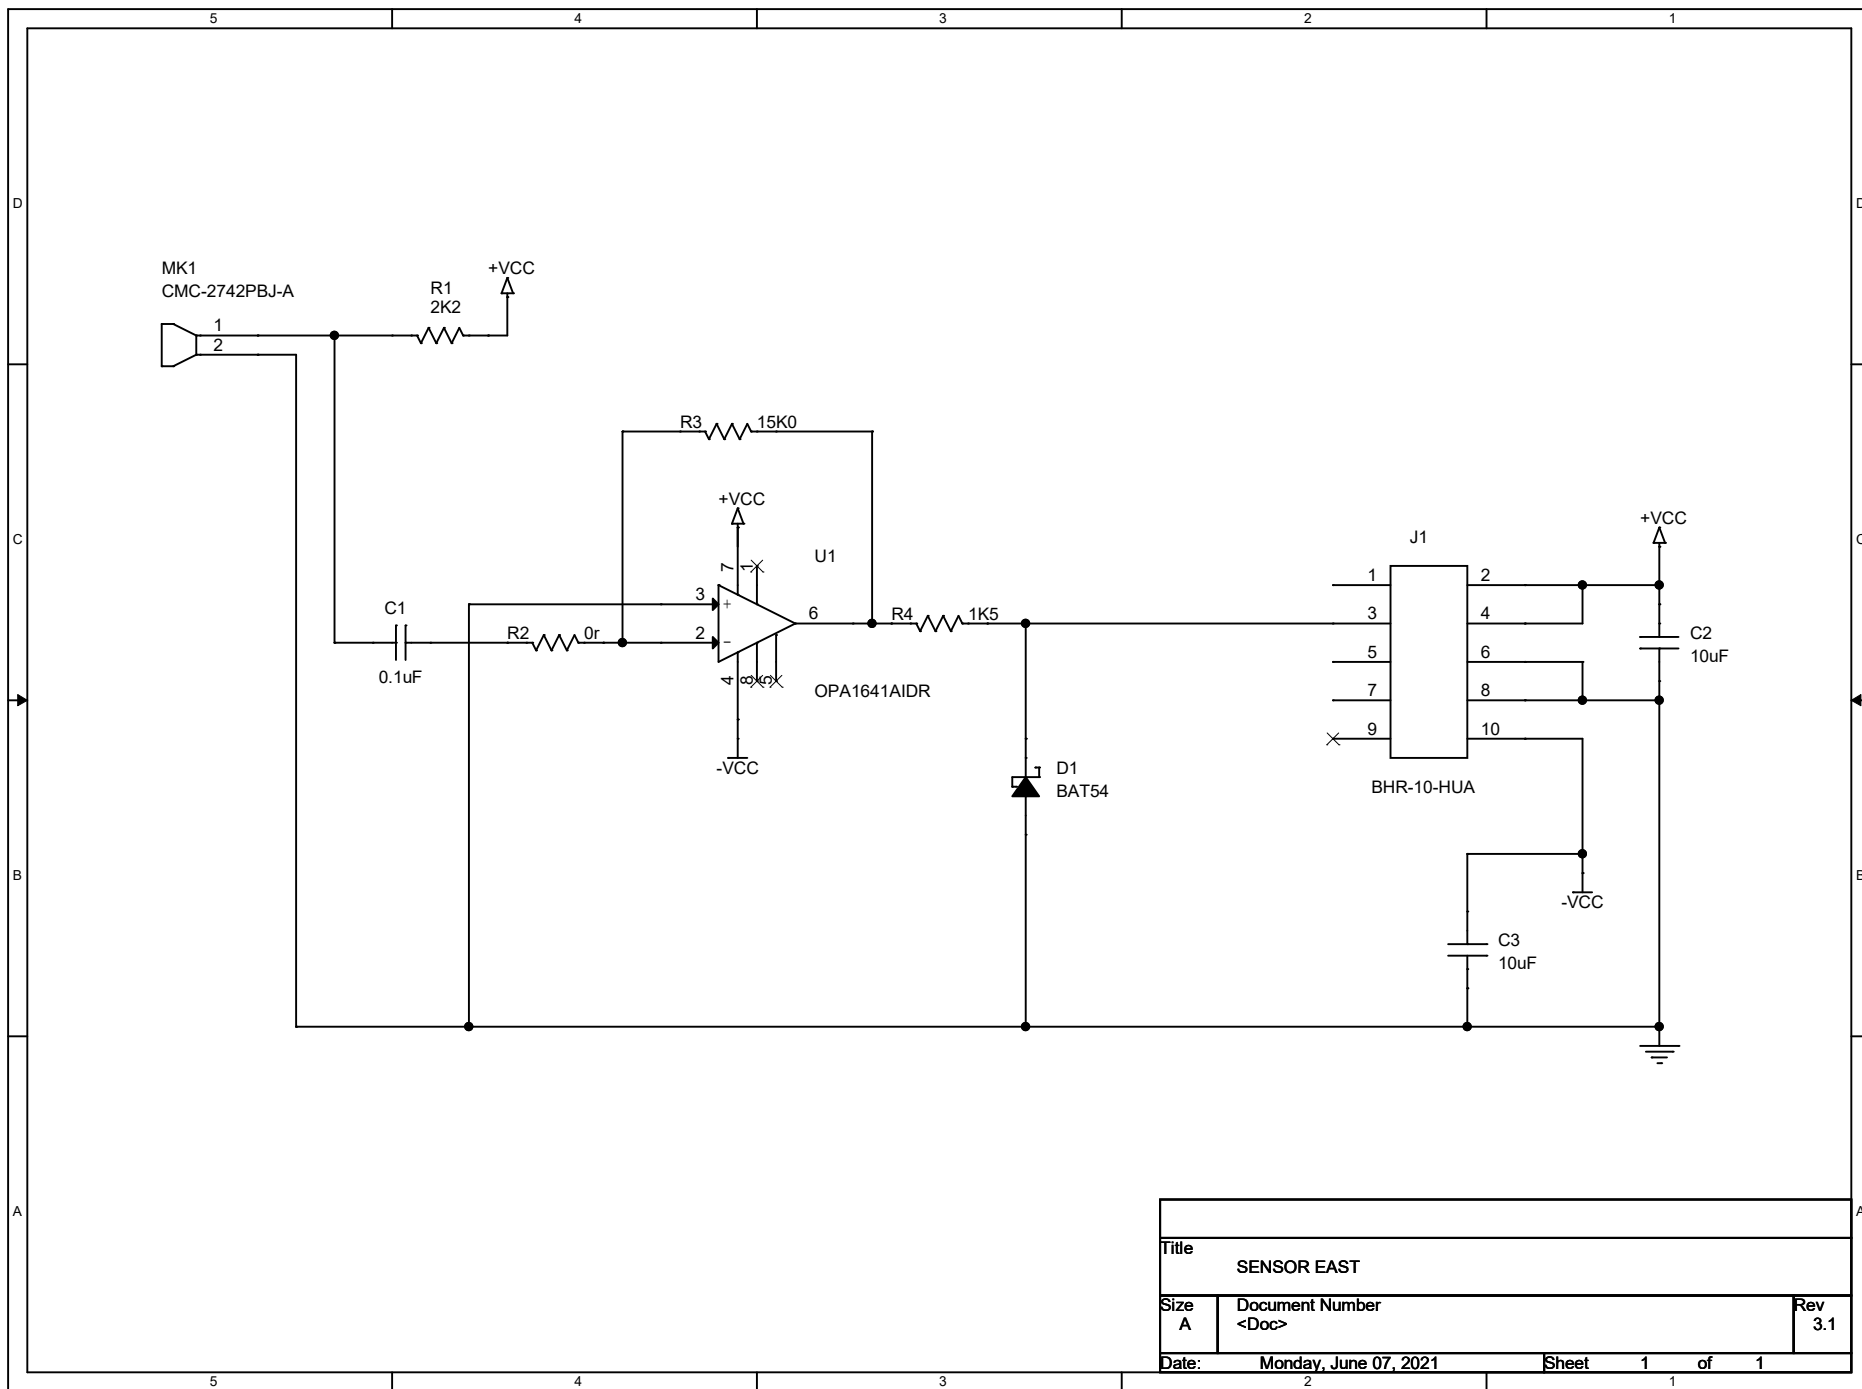 5 4 3 2 1
D D
MK1
CMC-2742PBJ-A
1
2
R1
2K2
+VCC
R3 15K0
+VCC
U1
7 1
3
+
2
-
6
4 8 5
OPA1641AIDR
-VCC
C C
C1
0.1uF
R2 0r
R4 1K5
D1
BAT54
J1
1 2
3 4
5 6
7 8
9 10
BHR-10-HUA
+VCC
C2
10uF
-VCC
C3
10uF
B B
A A
Title
SENSOR EAST
Size
A
Document Number
<Doc>
Rev
3.1
Date: Monday, June 07, 2021 Sheet 1 of 1
5 4 3 2 1